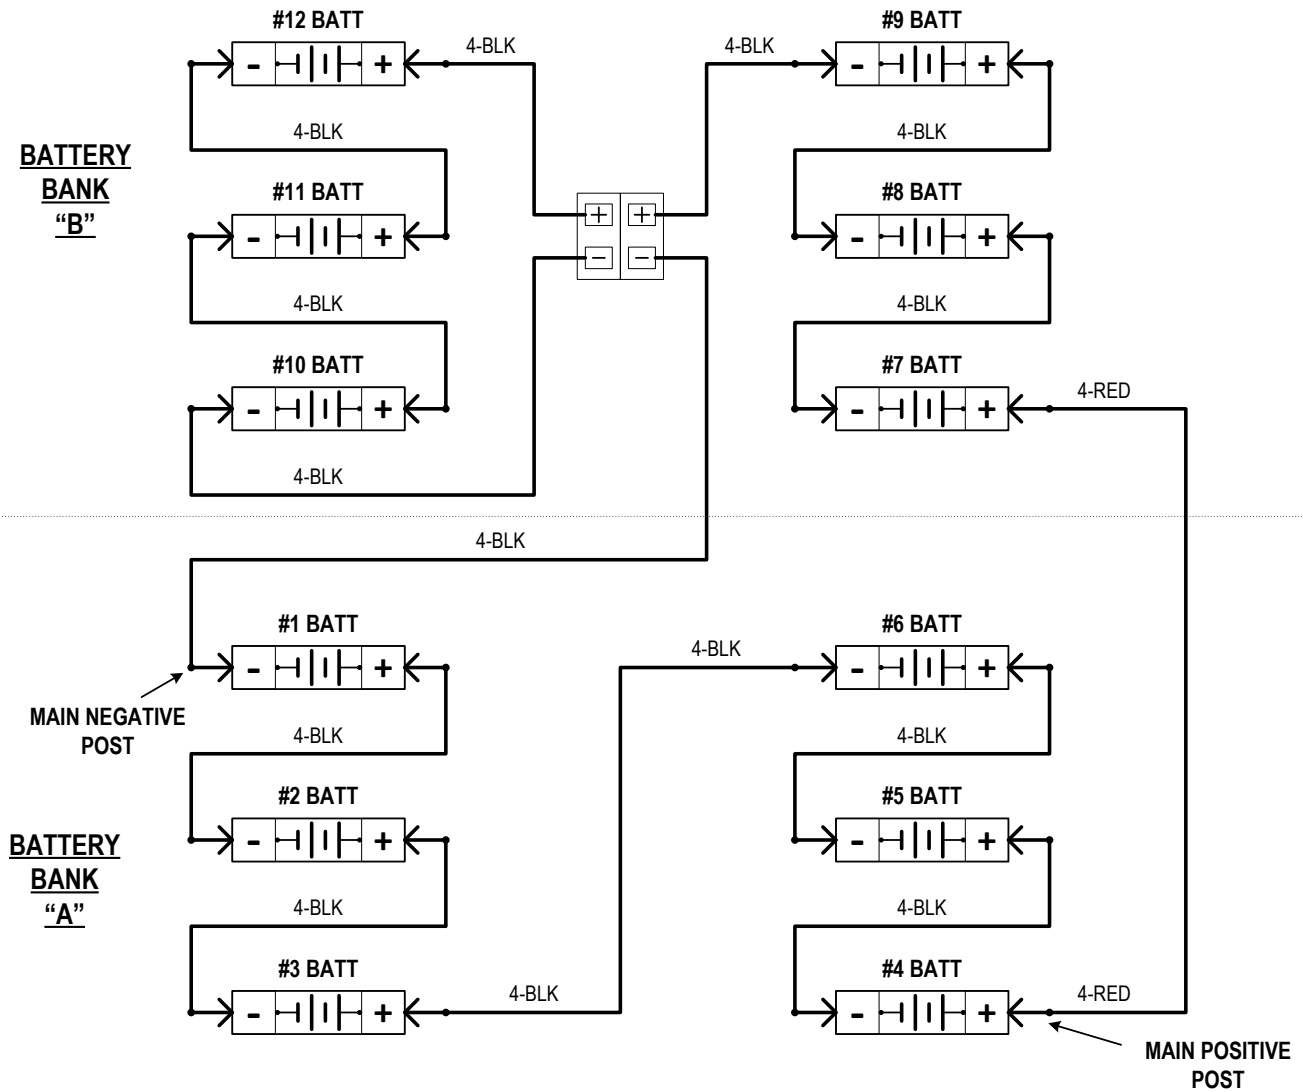 #12 BATT
#9 BATT
4-BLK
4-BLK
- +
- +
4-BLK
4-BLK
BATTERY
BANK
“B”
#11 BATT
#8 BATT
- +
+ +
- +
- -
4-BLK
4-BLK
#10 BATT
#7 BATT
- +
- +
4-RED
4-BLK
4-BLK
#1 BATT
#6 BATT
- +
4-BLK
- +
MAIN NEGATIVE
POST
4-BLK
4-BLK
#2 BATT
#5 BATT
- +
- +
BATTERY
BANK
“A”
4-BLK
4-BLK
#3 BATT
#4 BATT
- +
4-BLK
- +
4-RED
MAIN POSITIVE
POST